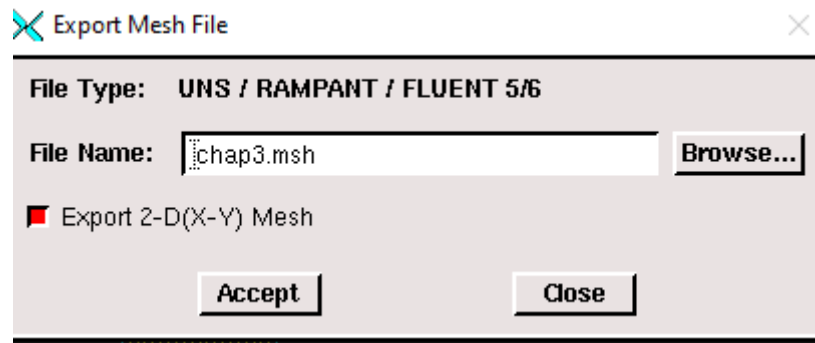 Export Mesh File
File Type: UNS / RAMPANT / FLUENT 5/6
File Name: chap3.msh Browse...
Export 2-D(X-Y) Mesh
Accept Close